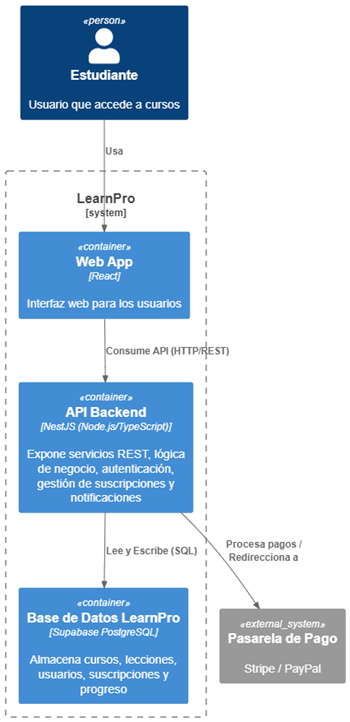 «person»
Estudiante
Usuario que accede a cursos
Usa
LearnPro
[system]
«container»
Web App
[React]
Interfaz web para los usuarios
Consume API (HTTP/REST)
«container»
API Backend
[NestJS (Node.js/TypeScript)]
Expone servicios REST, lógica
de negocio, autenticación,
gestión de suscripciones y
notificaciones
Lee y Escribe (SQL)
Procesa pagos /
Redirecciona a
«container»
Base de Datos LearnPro
[Supabase PostgreSQL]
Almacena cursos, lecciones,
usuarios, suscripciones y
progreso
«external_system»
Pasarela de Pago
Stripe / PayPal